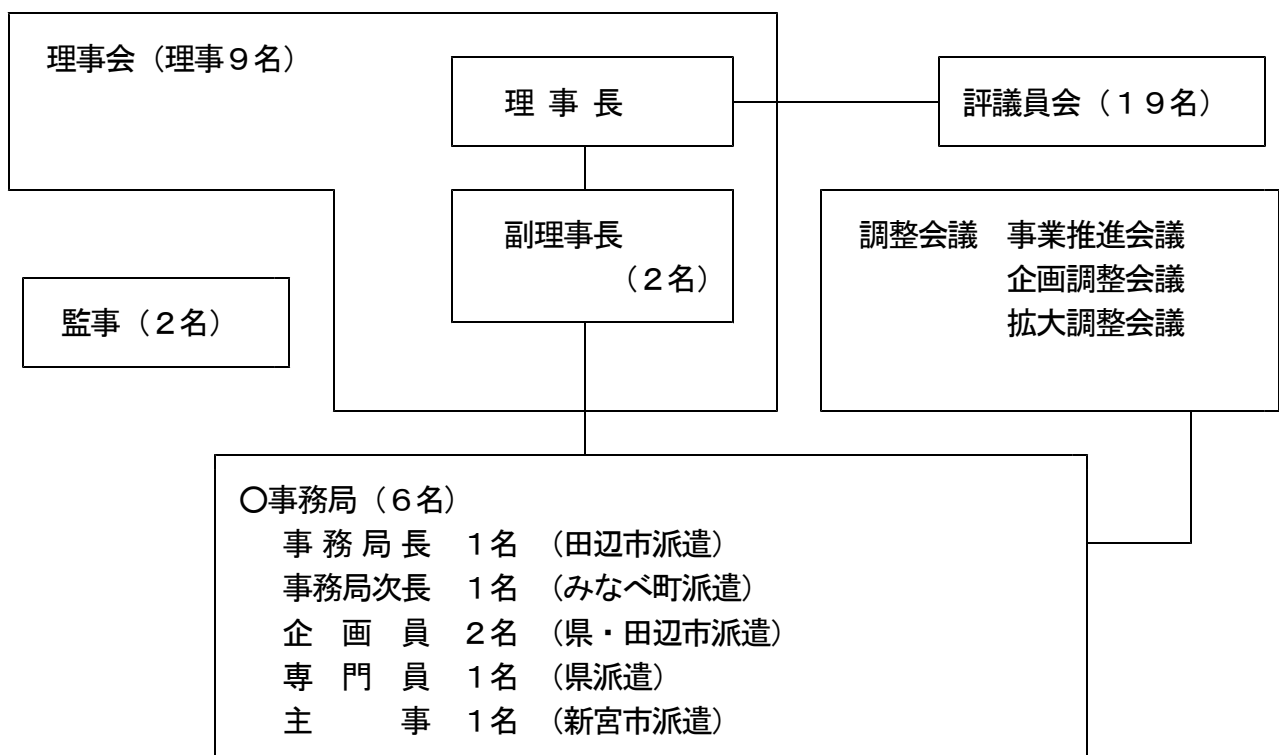 理事会（理事９名）
理 事 長
評議員会（１９名）
副理事長
（２名）
調整会議　事業推進会議
企画調整会議
拡大調整会議
監事（２名）
〇事務局（６名）
事 務 局 長　１名　（田辺市派遣）
事務局次長　１名　（みなべ町派遣）
企　画　員　２名　（県・田辺市派遣）
専　門　員　１名　（県派遣）
主　　　事　１名　（新宮市派遣）